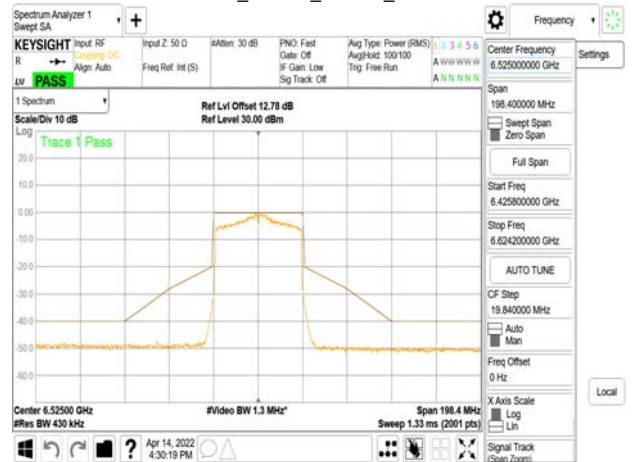 Spectrum Analyzer 1
Swept SA
+
Frequency
KEYSIGHT
R
LW PASS
Input: RF
Coupling: DC
Align: Auto
Input Z: 50 Ω
Freq Ref: Int (S)
#Atten: 30 dB
PNO: Fast
Gate: Off
IF Gain: Low
Sig Track: Off
Avg Type: Power (RMS)
Avg|Hold: 100/100
Trig: Free Run
1 2 3 4 5 6
A W W W W W
A N N N N N
Center Frequency
6.525000000 GHz
Settings
Span
198.400000 MHz
Swept Span
Zero Span
Full Span
Start Freq
6.425800000 GHz
Stop Freq
6.624200000 GHz
AUTO TUNE
CF Step
19.840000 MHz
Auto
Man
Freq Offset
0 Hz
X Axis Scale
Log
Lin
Signal Track
(Span Zoom)
Local
1 Spectrum
Scale/Div 10 dB
Ref Lvl Offset 12.78 dB
Ref Level 30.00 dBm
Log
Trace 1 Pass
20.0
10.0
0.00
-10.0
-20.0
-30.0
-40.0
-50.0
-60.0
Center 6.52500 GHz
#Res BW 430 kHz
#Video BW 1.3 MHz*
Span 198.4 MHz
Sweep 1.33 ms (2001 pts)
?
Apr 14, 2022
4:30:19 PM